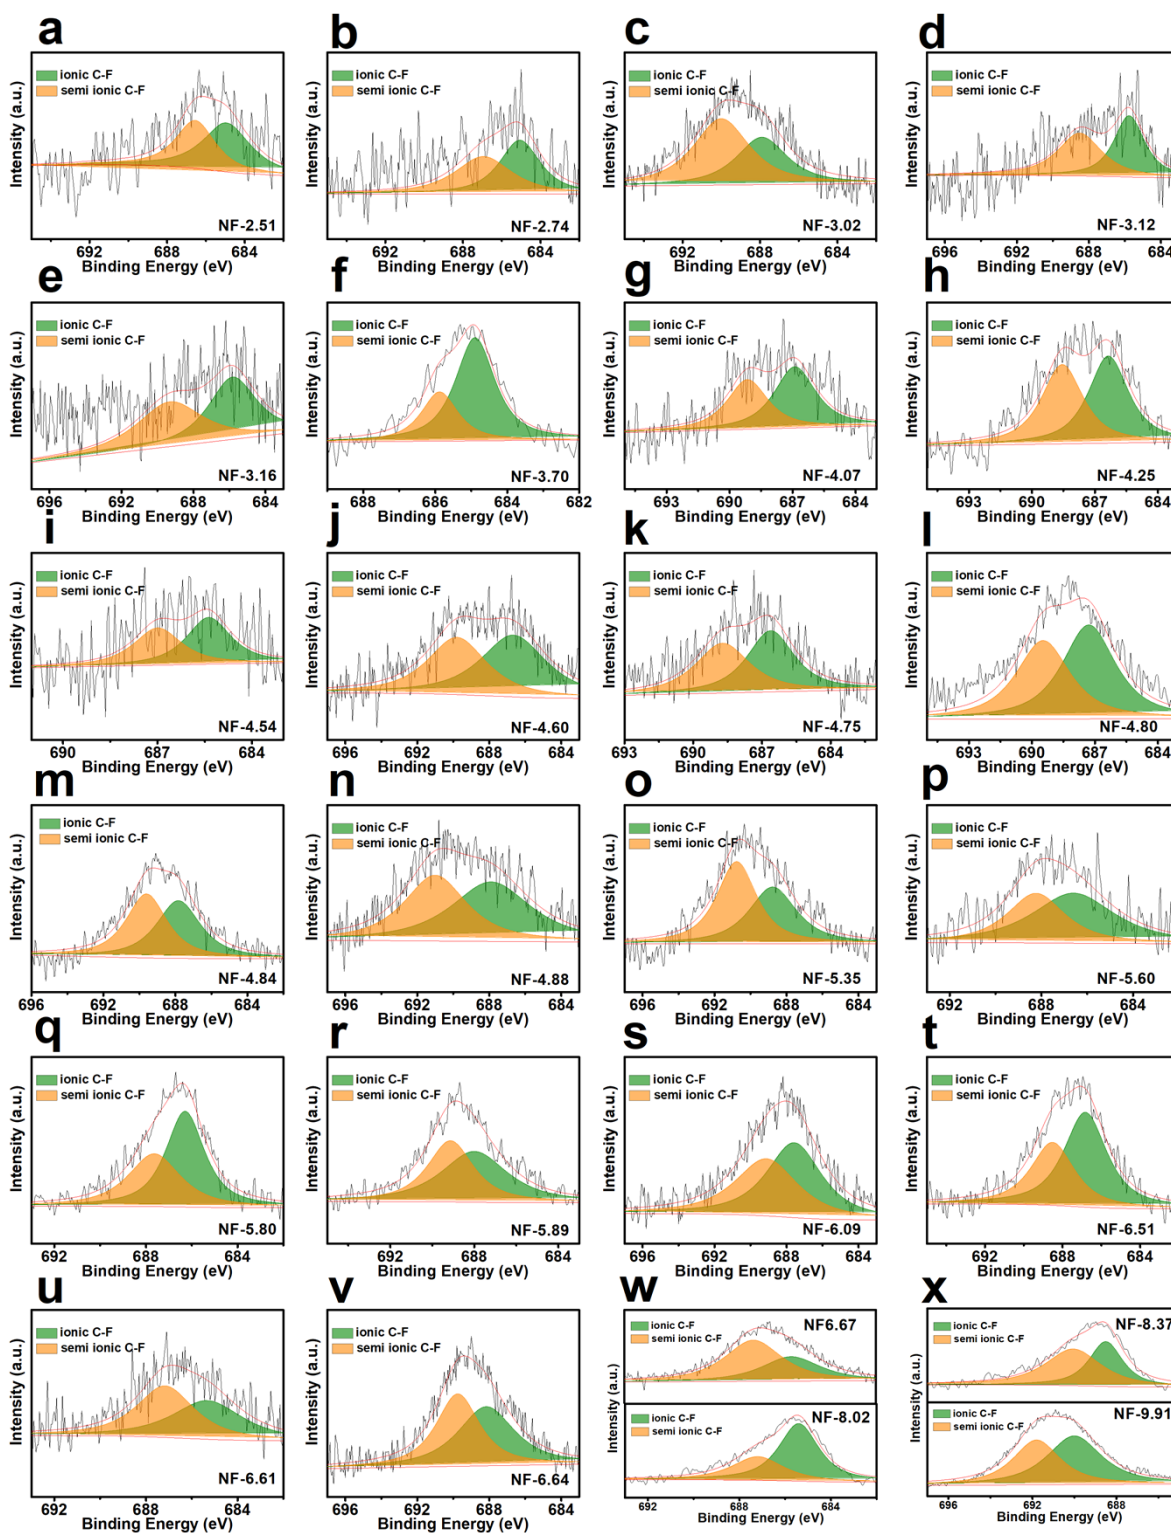 a
ionic C-F
semi ionic C-F
NF-2.51
Intensity (a.u.)
692 688 684
Binding Energy (eV)
b
ionic C-F
semi ionic C-F
NF-2.74
Intensity (a.u.)
692 688 684
Binding Energy (eV)
c
ionic C-F
semi ionic C-F
NF-3.02
Intensity (a.u.)
692 688 684
Binding Energy (eV)
d
ionic C-F
semi ionic C-F
NF-3.12
Intensity (a.u.)
696 692 688 684
Binding Energy (eV)
e
ionic C-F
semi ionic C-F
NF-3.16
Intensity (a.u.)
696 692 688 684
Binding Energy (eV)
f
ionic C-F
semi ionic C-F
NF-3.70
Intensity (a.u.)
688 686 684 682
Binding Energy (eV)
g
ionic C-F
semi ionic C-F
NF-4.07
Intensity (a.u.)
693 690 687 684
Binding Energy (eV)
h
ionic C-F
semi ionic C-F
NF-4.25
Intensity (a.u.)
693 690 687 684
Binding Energy (eV)
i
ionic C-F
semi ionic C-F
NF-4.54
Intensity (a.u.)
690 687 684
Binding Energy (eV)
j
ionic C-F
semi ionic C-F
NF-4.60
Intensity (a.u.)
696 692 688 684
Binding Energy (eV)
k
ionic C-F
semi ionic C-F
NF-4.75
Intensity (a.u.)
693 690 687 684
Binding Energy (eV)
l
ionic C-F
semi ionic C-F
NF-4.80
Intensity (a.u.)
693 690 687 684
Binding Energy (eV)
m
ionic C-F
semi ionic C-F
NF-4.84
Intensity (a.u.)
696 692 688 684
Binding Energy (eV)
n
ionic C-F
semi ionic C-F
NF-4.88
Intensity (a.u.)
696 692 688 684
Binding Energy (eV)
o
ionic C-F
semi ionic C-F
NF-5.35
Intensity (a.u.)
696 692 688 684
Binding Energy (eV)
p
ionic C-F
semi ionic C-F
NF-5.60
Intensity (a.u.)
692 688 684
Binding Energy (eV)
q
ionic C-F
semi ionic C-F
NF-5.80
Intensity (a.u.)
692 688 684
Binding Energy (eV)
r
ionic C-F
semi ionic C-F
NF-5.89
Intensity (a.u.)
692 688 684
Binding Energy (eV)
s
ionic C-F
semi ionic C-F
NF-6.09
Intensity (a.u.)
696 692 688 684
Binding Energy (eV)
t
ionic C-F
semi ionic C-F
NF-6.51
Intensity (a.u.)
692 688 684
Binding Energy (eV)
u
ionic C-F
semi ionic C-F
NF-6.61
Intensity (a.u.)
692 688 684
Binding Energy (eV)
v
ionic C-F
semi ionic C-F
NF-6.64
Intensity (a.u.)
696 692 688 684
Binding Energy (eV)
w
ionic C-F
semi ionic C-F
NF6.67
ionic C-F
semi ionic C-F
NF-8.02
Intensity (a.u.)
692 688 684
Binding Energy (eV)
x
ionic C-F
semi ionic C-F
NF-8.37
ionic C-F
semi ionic C-F
NF-9.91
Intensity (a.u.)
696 692 688 684
Binding Energy (eV)